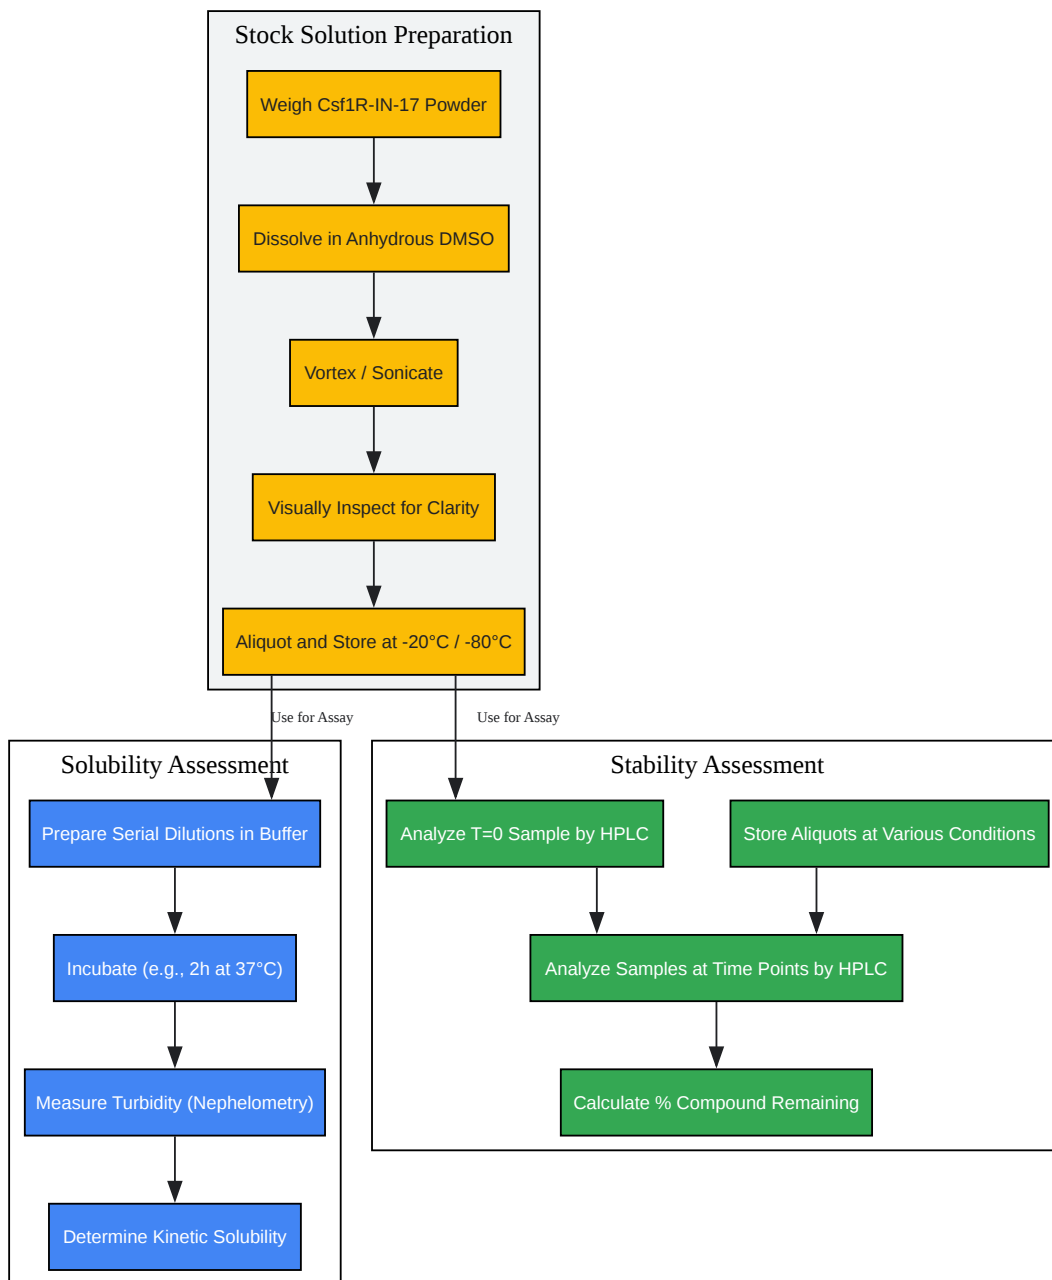 Stock Solution Preparation
Weigh Csf1R-IN-17 Powder
Dissolve in Anhydrous DMSO
Vortex / Sonicate
Visually Inspect for Clarity
Aliquot and Store at -20°C / -80°C
Use for Assay
Use for Assay
Solubility Assessment
Prepare Serial Dilutions in Buffer
Incubate (e.g., 2h at 37°C)
Measure Turbidity (Nephelometry)
Determine Kinetic Solubility
Stability Assessment
Analyze T=0 Sample by HPLC
Store Aliquots at Various Conditions
Analyze Samples at Time Points by HPLC
Calculate % Compound Remaining